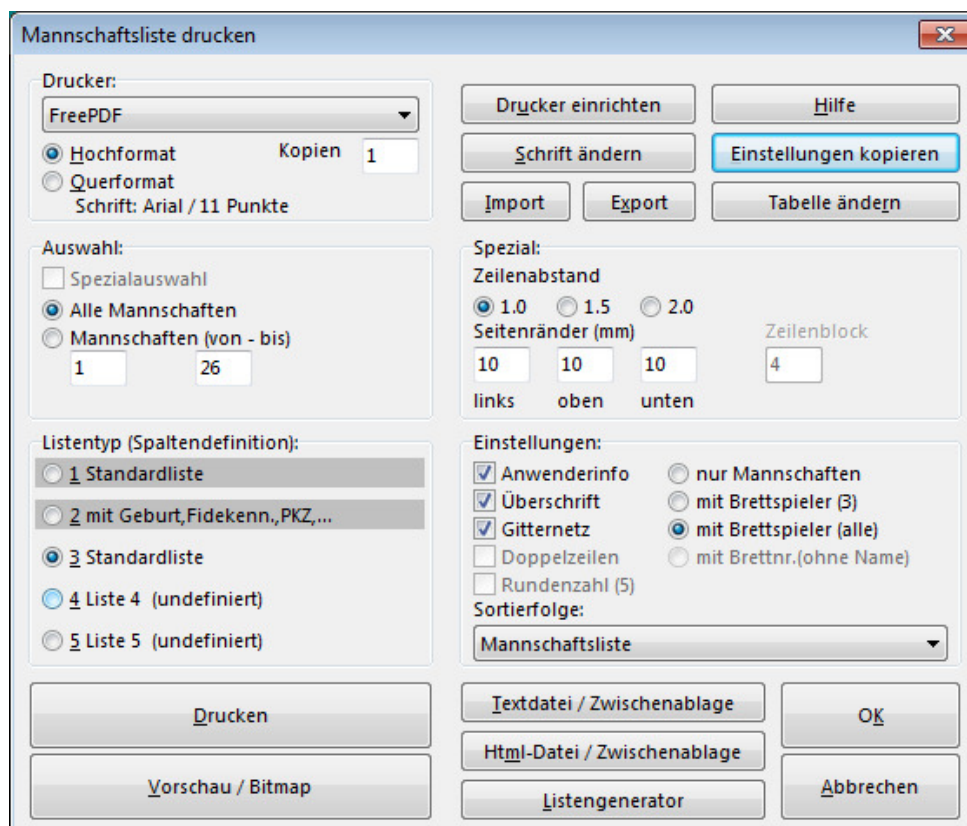 Mannschaftsliste drucken
Drucker:
FreePDF
Hochformat
Kopien 1
Querformat
Schrift: Arial / 11 Punkte
Drucker einrichten
Hilfe
Schrift ändern
Einstellungen kopieren
Import
Export
Tabelle ändern
Auswahl:
Spezialauswahl
Alle Mannschaften
Mannschaften (von - bis)
1 26
Spezial:
Zeilenabstand
1.0 1.5 2.0
Seitenränder (mm)
Zeilenblock
10 10 10
4
links oben unten
Listentyp (Spaltendefinition):
1 Standardliste
2 mit Geburt,Fidekenn.,PKZ,...
3 Standardliste
4 Liste 4 (undefiniert)
5 Liste 5 (undefiniert)
Einstellungen:
Anwenderinfo
Überschrift
Gitternetz
Doppelzeilen
Rundenzahl (5)
nur Mannschaften
mit Brettspieler (3)
mit Brettspieler (alle)
mit Brettnr.(ohne Name)
Sortierfolge:
Mannschaftsliste
Drucken
Vorschau / Bitmap
Textdatei / Zwischenablage
Html-Datei / Zwischenablage
Listengenerator
OK
Abbrechen